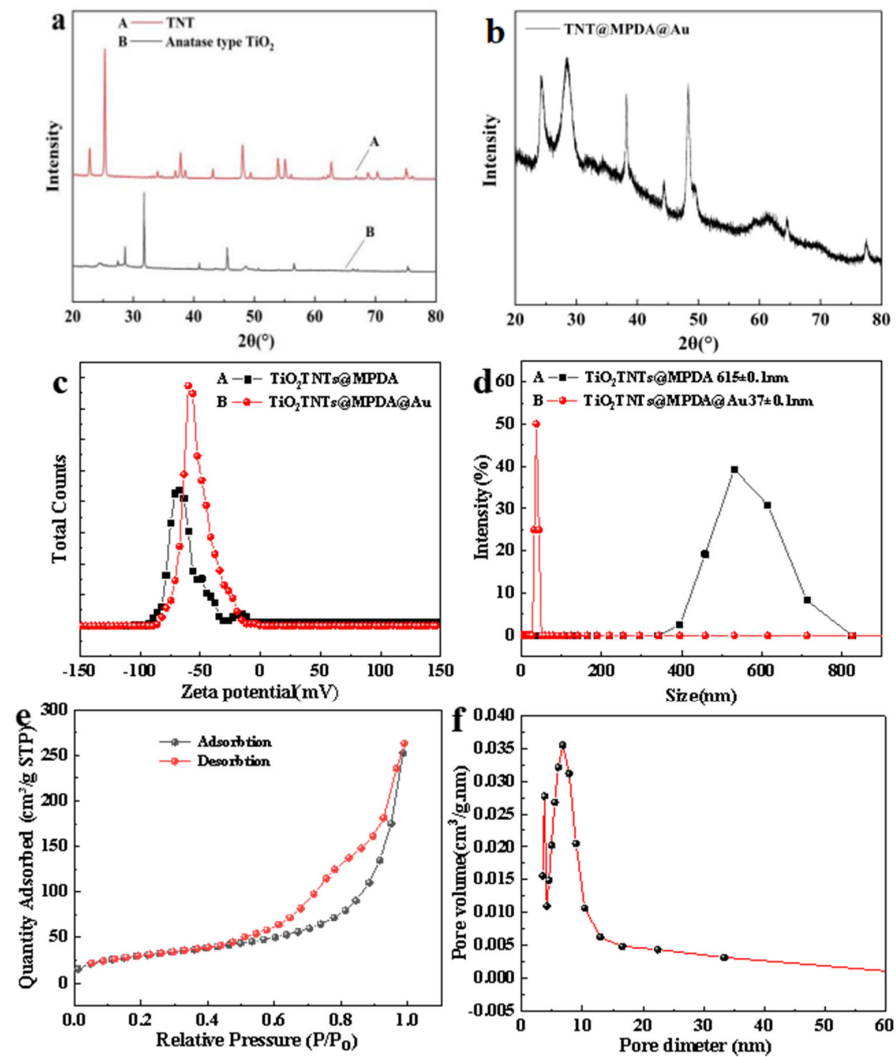 a
A — TNT
B — Anatase type TiO₂
Intensity
A
B
20 30 40 50 60 70 80
2θ(°)
b
TNT@MPDA@Au
Intensity
20 30 40 50 60 70 80
2θ(°)
c
A TiO₂TNTs@MPDA
B TiO₂TNTs@MPDA@Au
Total Counts
-150 -100 -50 0 50 100 150
Zeta potential(mV)
d
A TiO₂TNTs@MPDA 615±0.1nm
B TiO₂TNTs@MPDA@Au 37±0.1nm
Intensity(%)
60
50
40
30
20
10
0
0 200 400 600 800
Size(nm)
e
Adsorbtion
Desorbtion
Quantity Adsorbed (cm³/g STP)
300
250
200
150
100
50
0
0.0 0.2 0.4 0.6 0.8 1.0
Relative Pressure (P/P₀)
f
Pore volume(cm³/g.nm)
0.040
0.035
0.030
0.025
0.020
0.015
0.010
0.005
0.000
-0.005
0 10 20 30 40 50 60
Pore dimeter (nm)